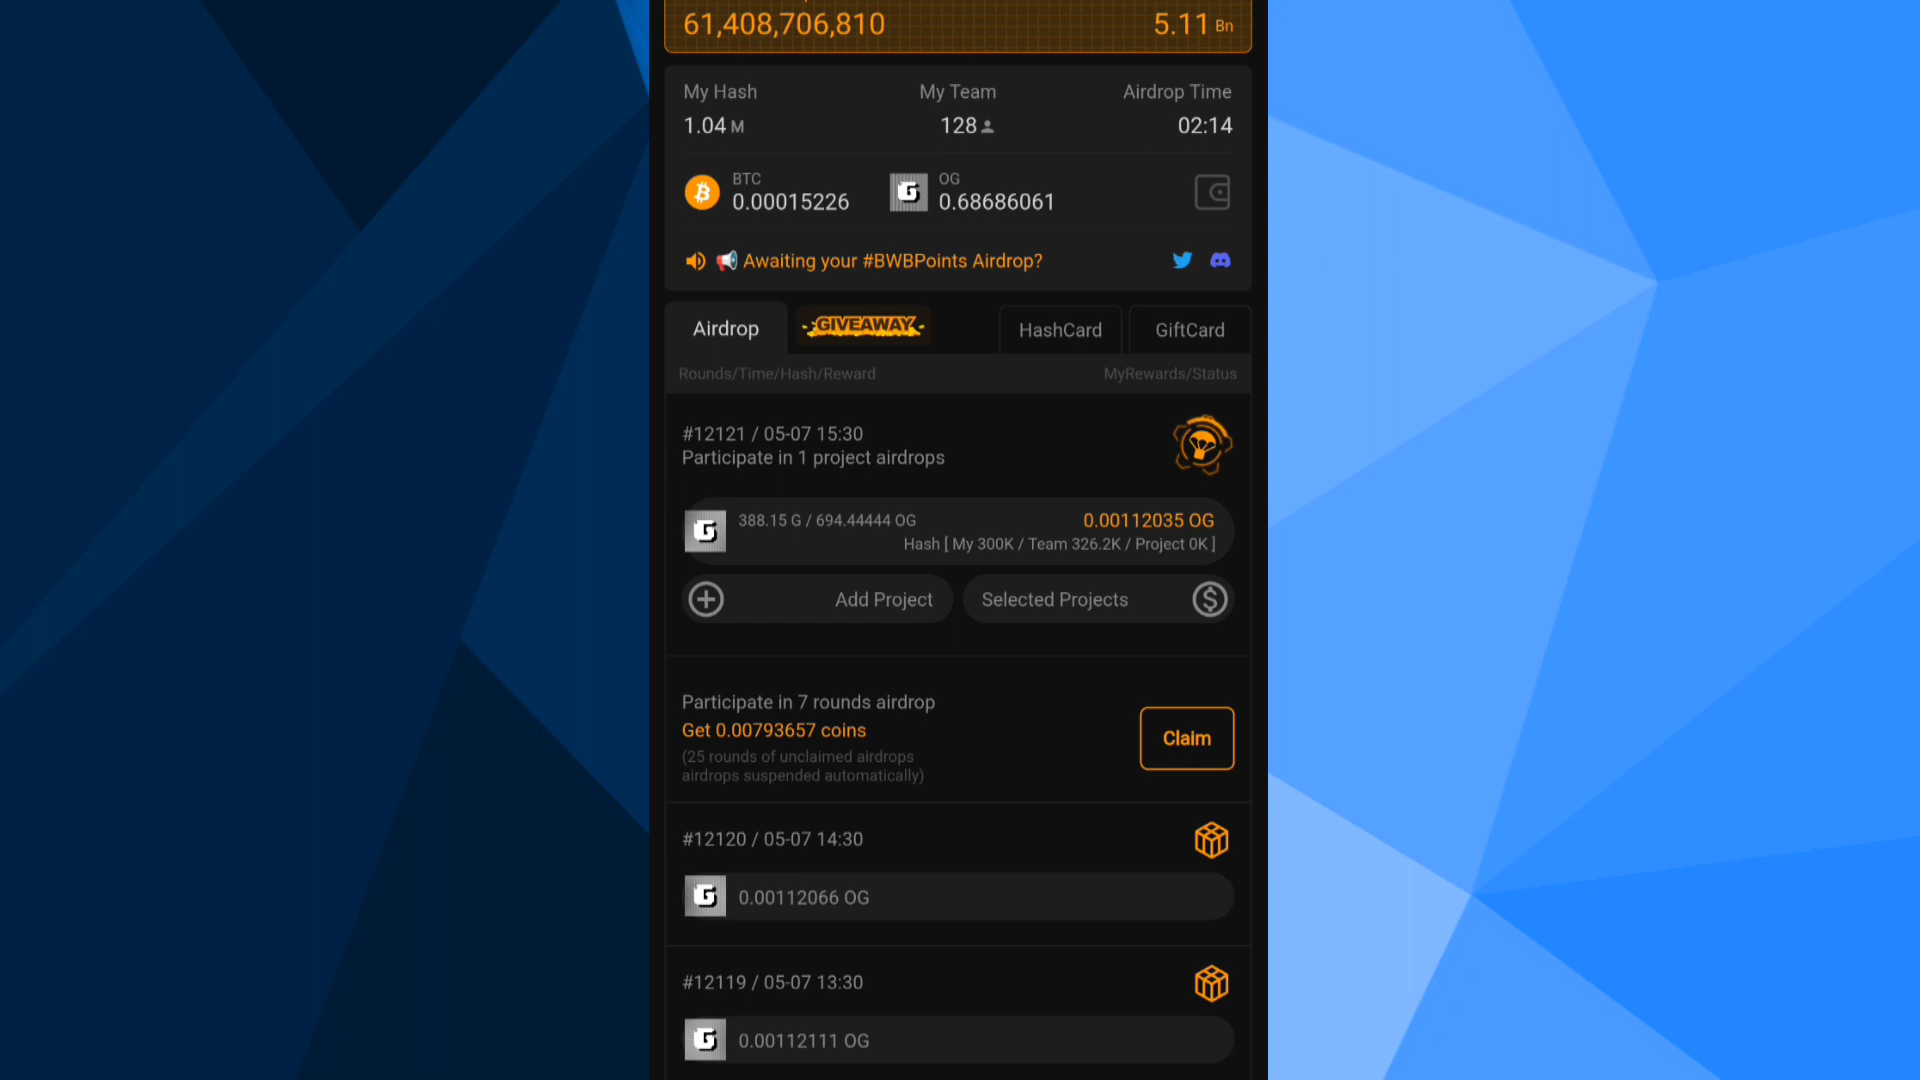 61,408,706,810 5.11 Bn
My Hash My Team Airdrop Time
1.04 M 128 02:14
BTC OG
0.00015226 0.68686061
Awaiting your #BWBPoints Airdrop?
Airdrop GIVEAWAY HashCard GiftCard
Rounds/Time/Hash/Reward MyRewards/Status
#12121 / 05-07 15:30
Participate in 1 project airdrops
388.15 G / 694.44444 OG 0.00112035 OG
Hash [ My 300K / Team 326.2K / Project 0K ]
Add Project Selected Projects
Participate in 7 rounds airdrop
Get 0.00793657 coins
Claim
(25 rounds of unclaimed airdrops
airdrops suspended automatically)
#12120 / 05-07 14:30
0.00112066 OG
#12119 / 05-07 13:30
0.00112111 OG